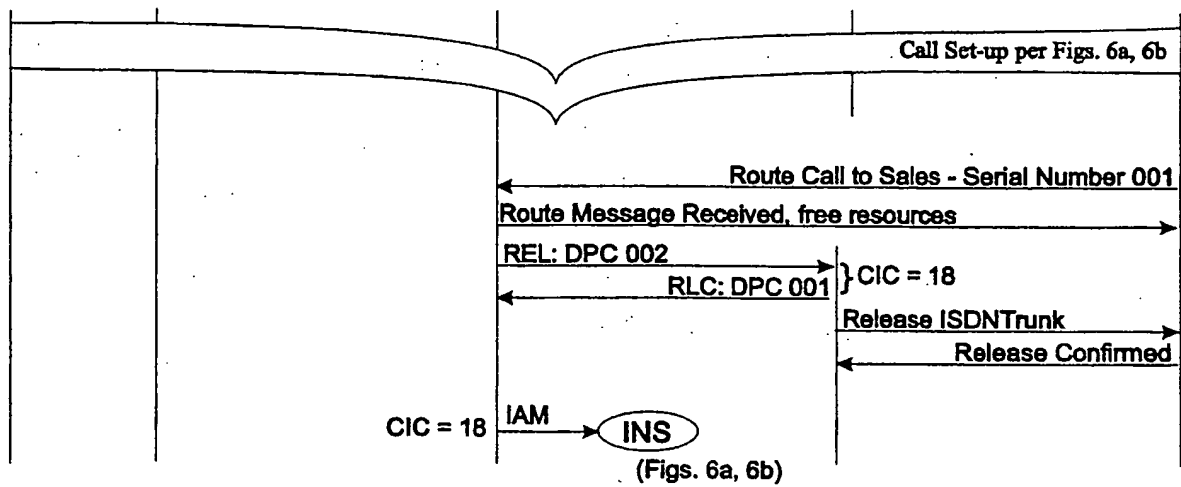 Call Set-up per Figs. 6a, 6b
Route Call to Sales - Serial Number 001
Route Message Received, free resources
REL: DPC 002
RLC: DPC 001
}CIC = 18
Release ISDNTrunk
Release Confirmed
CIC = 18
IAM
INS
(Figs. 6a, 6b)